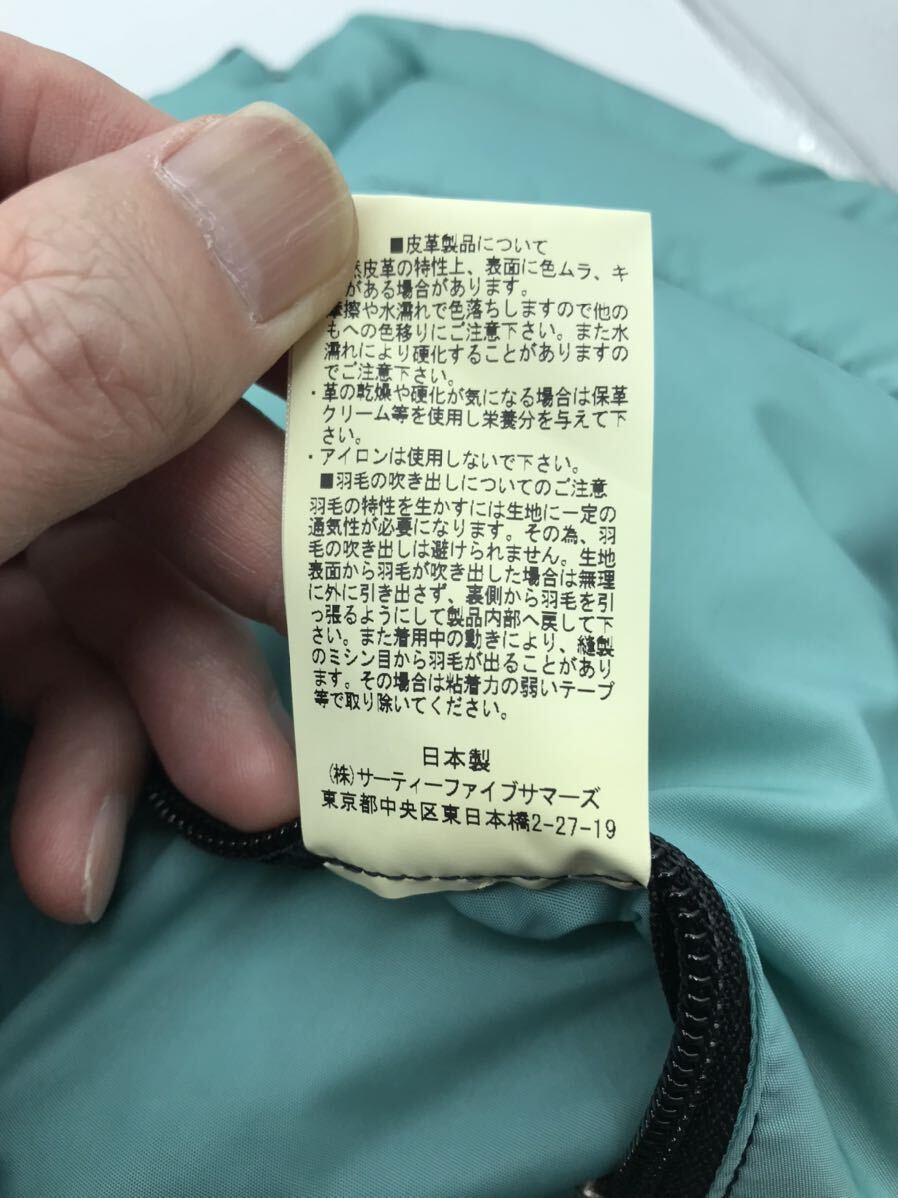 ■皮革製品について
然皮革の特性上、表面に色ムラ、キ
がある場合があります。
摩擦や水濡れで色落ちしますので他の
もへの色移りにご注意下さい。また水
濡れにより硬化することがありますの
でご注意下さい。
・革の乾燥や硬化が気になる場合は保革
クリーム等を使用し栄養分を与えて下
さい。
・アイロンは使用しないで下さい。
■羽毛の吹き出しについてのご注意
羽毛の特性を生かすには生地に一定の
通気性が必要になります。その為、羽
毛の吹き出しは避けられません。生地
表面から羽毛が吹き出した場合は無理
に外に引き出さず、裏側から羽毛を引
っ張るようにして製品内部へ戻して下
さい。また着用中の動きにより、縫製
のミシン目から羽毛が出ることがあり
ます。その場合は粘着力の弱いテープ
等で取り除いてください。
日本製
(株)サーティーファイブサマーズ
東京都中央区東日本橋2-27-19